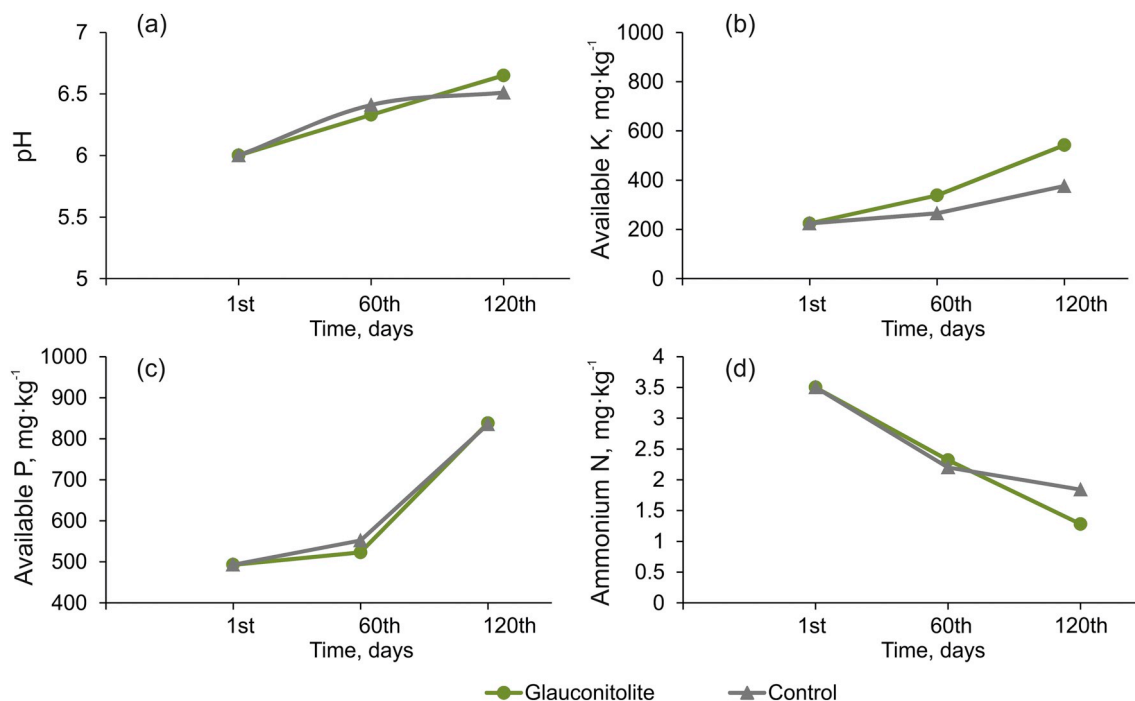 (a)
7
6.5
6
5.5
5
pH
1st 60th 120th
Time, days
(b)
1000
800
600
400
200
0
Available K, mg·kg⁻¹
1st 60th 120th
Time, days
(c)
1000
900
800
700
600
500
400
Available P, mg·kg⁻¹
1st 60th 120th
Time, days
(d)
4
3.5
3
2.5
2
1.5
1
0.5
0
Ammonium N, mg·kg⁻¹
1st 60th 120th
Time, days
Glauconitolite Control